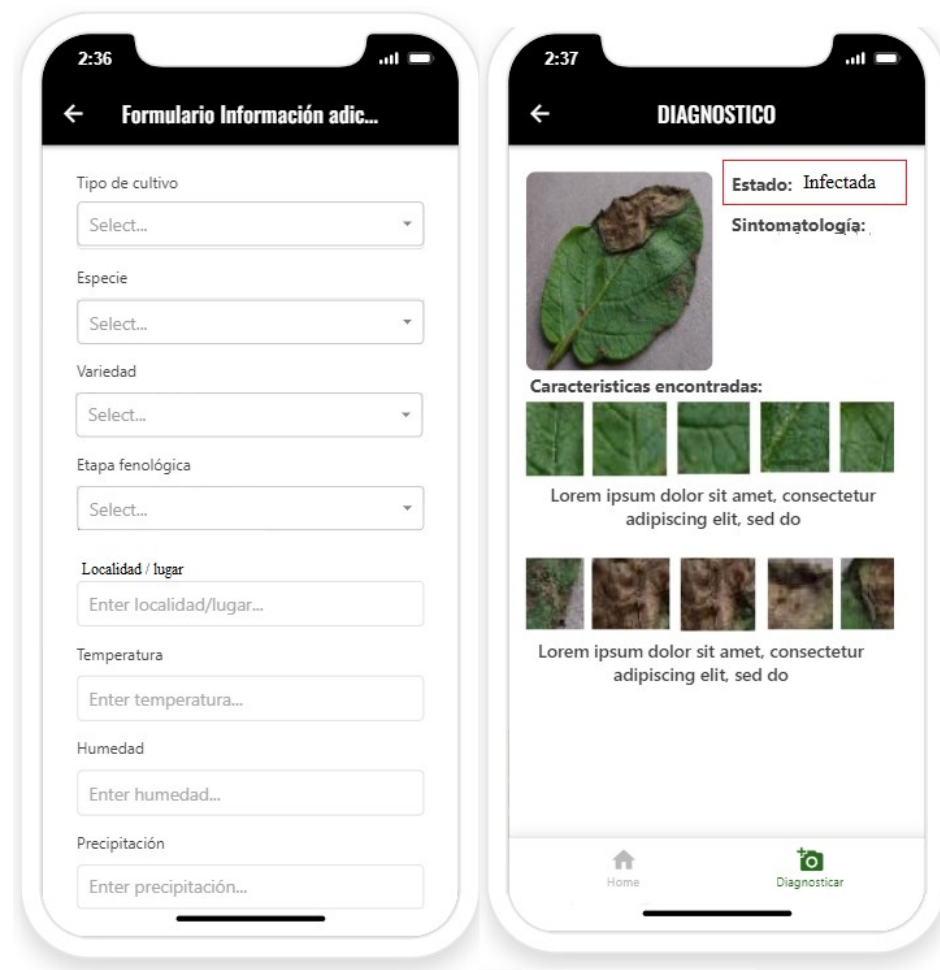 2:36
Formulario Información adic...
Tipo de cultivo
Select...
Especie
Select...
Variedad
Select...
Etapa fenológica
Select...
Localidad / lugar
Enter localidad/lugar...
Temperatura
Enter temperatura...
Humedad
Enter humedad...
Precipitación
Enter precipitación...
2:37
DIAGNOSTICO
Estado: Infectada
Sintomatología:
Caracteristicas encontradas:
Lorem ipsum dolor sit amet, consectetur
adipiscing elit, sed do
Lorem ipsum dolor sit amet, consectetur
adipiscing elit, sed do
Home
Diagnosticar